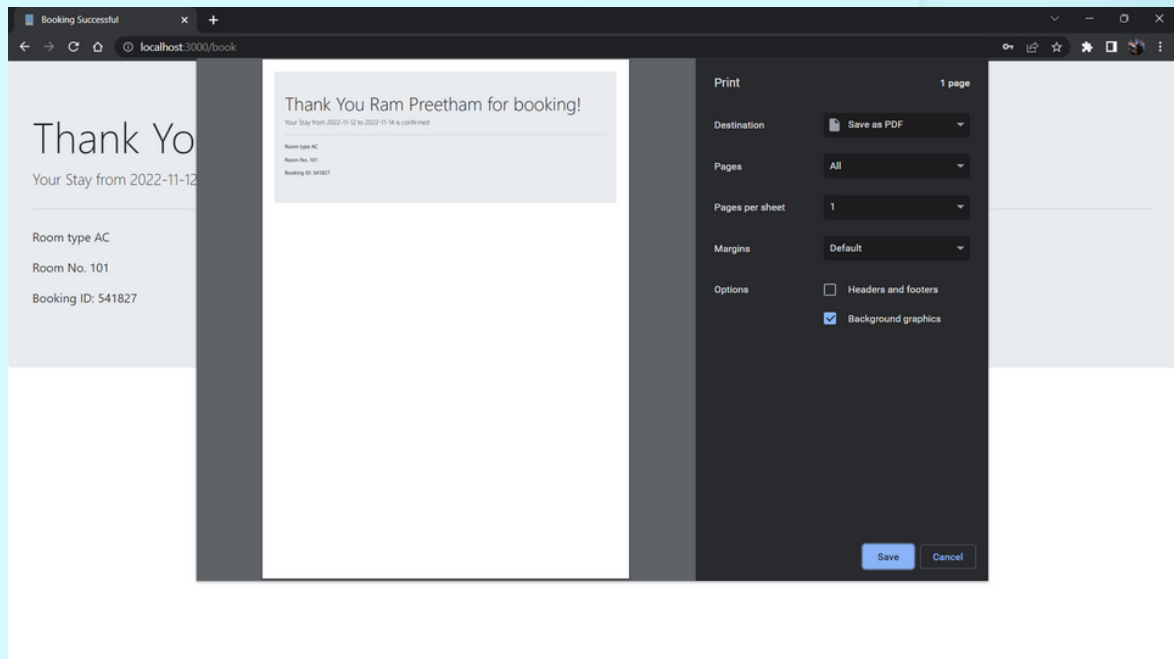 Booking Successful
localhost:3000/book
Thank Yo
Your Stay from 2022-11-12
Room type AC
Room No. 101
Booking ID: 541827
Thank You Ram Preetham for booking!
Your Stay from 2022-11-12 to 2022-11-14 is confirmed
Room type AC
Room No. 101
Booking ID: 541827
Print 1 page
Destination Save as PDF
Pages All
Pages per sheet 1
Margins Default
Options Headers and footers
Background graphics
Save Cancel